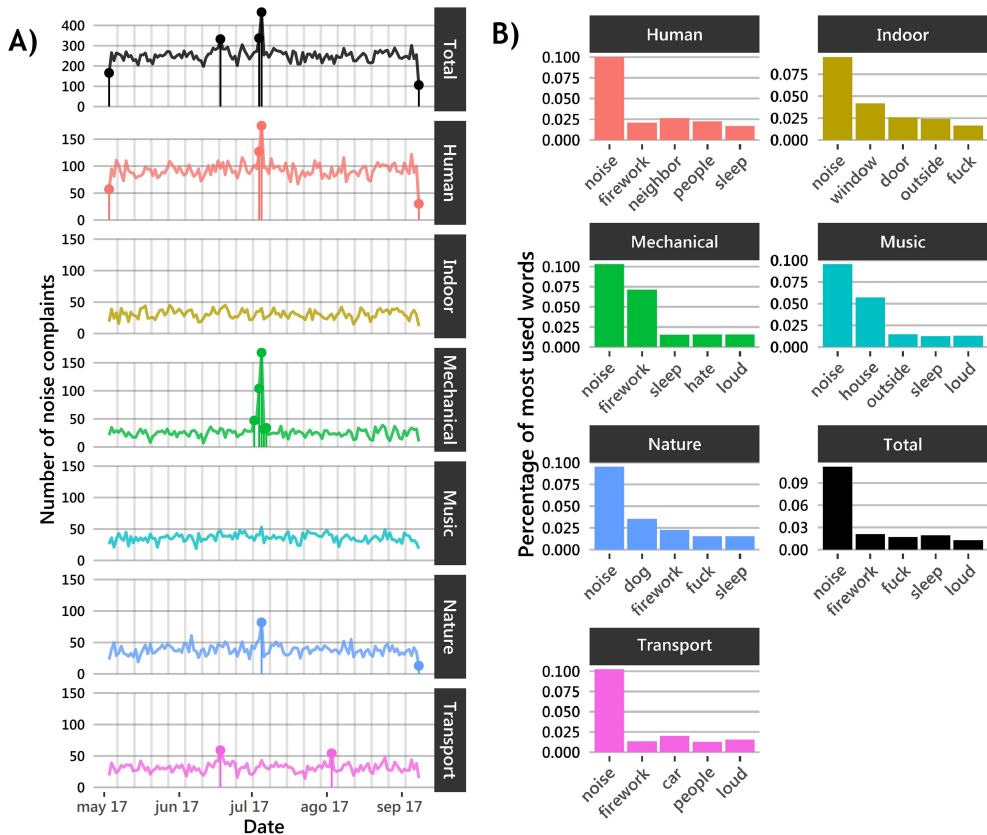 A)
Number of noise complaints
400
300
200
100
0
Total
150
100
50
0
Human
150
100
50
0
Indoor
150
100
50
0
Mechanical
150
100
50
0
Music
150
100
50
0
Nature
150
100
50
0
Transport
may 17 jun 17 jul 17 ago 17 sep 17
Date
B)
Percentage of most used words
Human
0.100
0.075
0.050
0.025
0.000
noise firework neighbor people sleep
Indoor
0.075
0.050
0.025
0.000
noise window door outside fuck
Mechanical
0.100
0.075
0.050
0.025
0.000
noise firework sleep hate loud
Music
0.100
0.075
0.050
0.025
0.000
noise house outside sleep loud
Nature
0.100
0.075
0.050
0.025
0.000
noise dog firework fuck sleep
Total
0.09
0.06
0.03
0.00
noise firework fuck sleep loud
Transport
0.100
0.075
0.050
0.025
0.000
noise firework car people loud